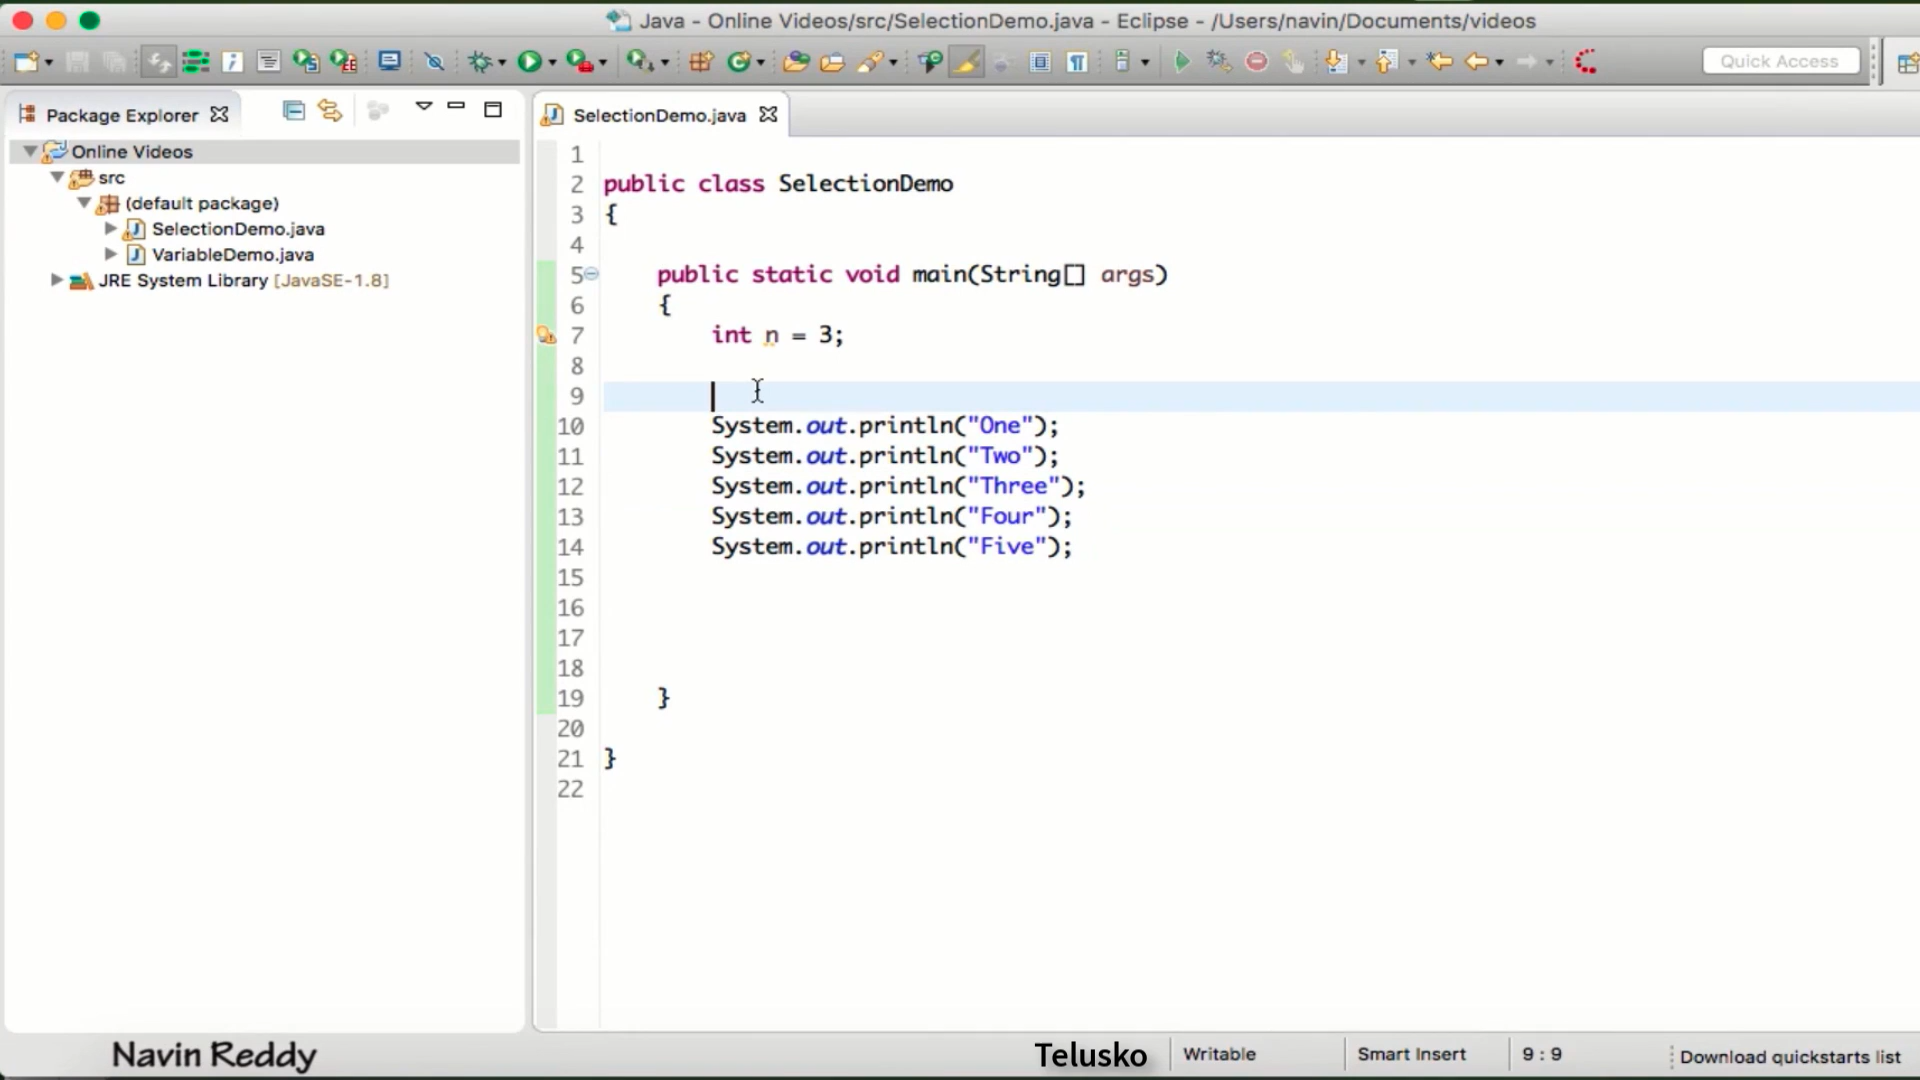 Java - Online Videos/src/SelectionDemo.java - Eclipse - /Users/navin/Documents/videos
Quick Access
Package Explorer
Online Videos
src
(default package)
SelectionDemo.java
VariableDemo.java
JRE System Library [JavaSE-1.8]
SelectionDemo.java
1
2 public class SelectionDemo
3 {
4
5 public static void main(String[] args)
6 {
7 int n = 3;
8
9
10 System.out.println("One");
11 System.out.println("Two");
12 System.out.println("Three");
13 System.out.println("Four");
14 System.out.println("Five");
15
16
17
18
19 }
20
21 }
22
Navin Reddy
Telusko
Writable
Smart Insert
9 : 9
Download quickstarts list